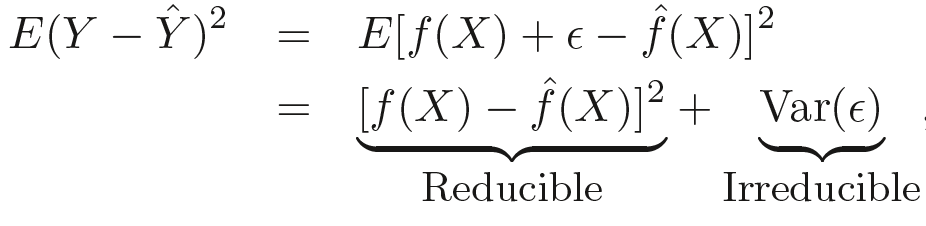 E(Y − Ŷ)² = E[f(X) + ϵ − f̂(X)]²
= [f(X) − f̂(X)]² + Var(ϵ) ,
Reducible Irreducible